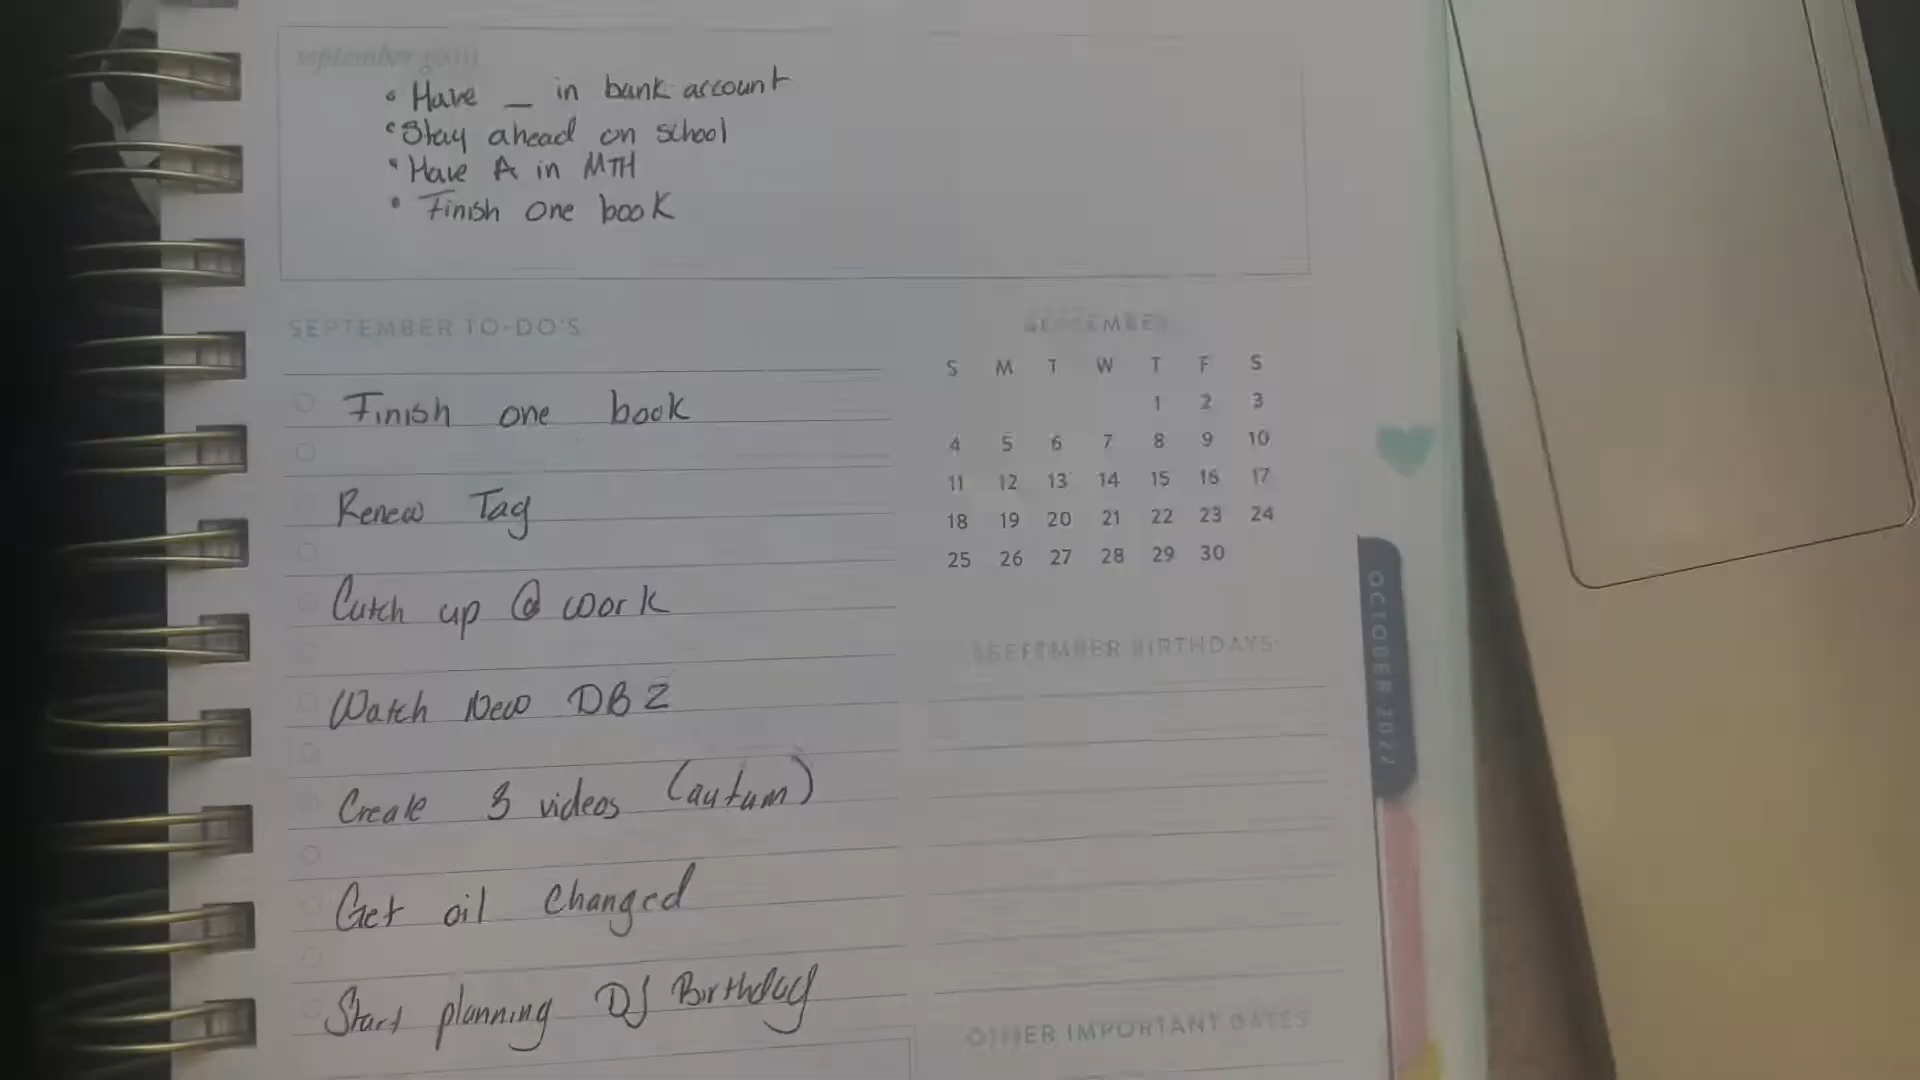 september goals
• Have _ in bank account
• Stay ahead on school
• Have A in MTH
• Finish one book
SEPTEMBER TO-DO'S
Finish one book
Renew Tag
Catch up @ work
Watch New DBZ
Create 3 videos (autum)
Get oil changed
Start planning DJ Birthday
SEPTEMBER
S M T W T F S
1 2 3
4 5 6 7 8 9 10
11 12 13 14 15 16 17
18 19 20 21 22 23 24
25 26 27 28 29 30
SEPTEMBER BIRTHDAYS
OTHER IMPORTANT DATES
OCTOBER 2022